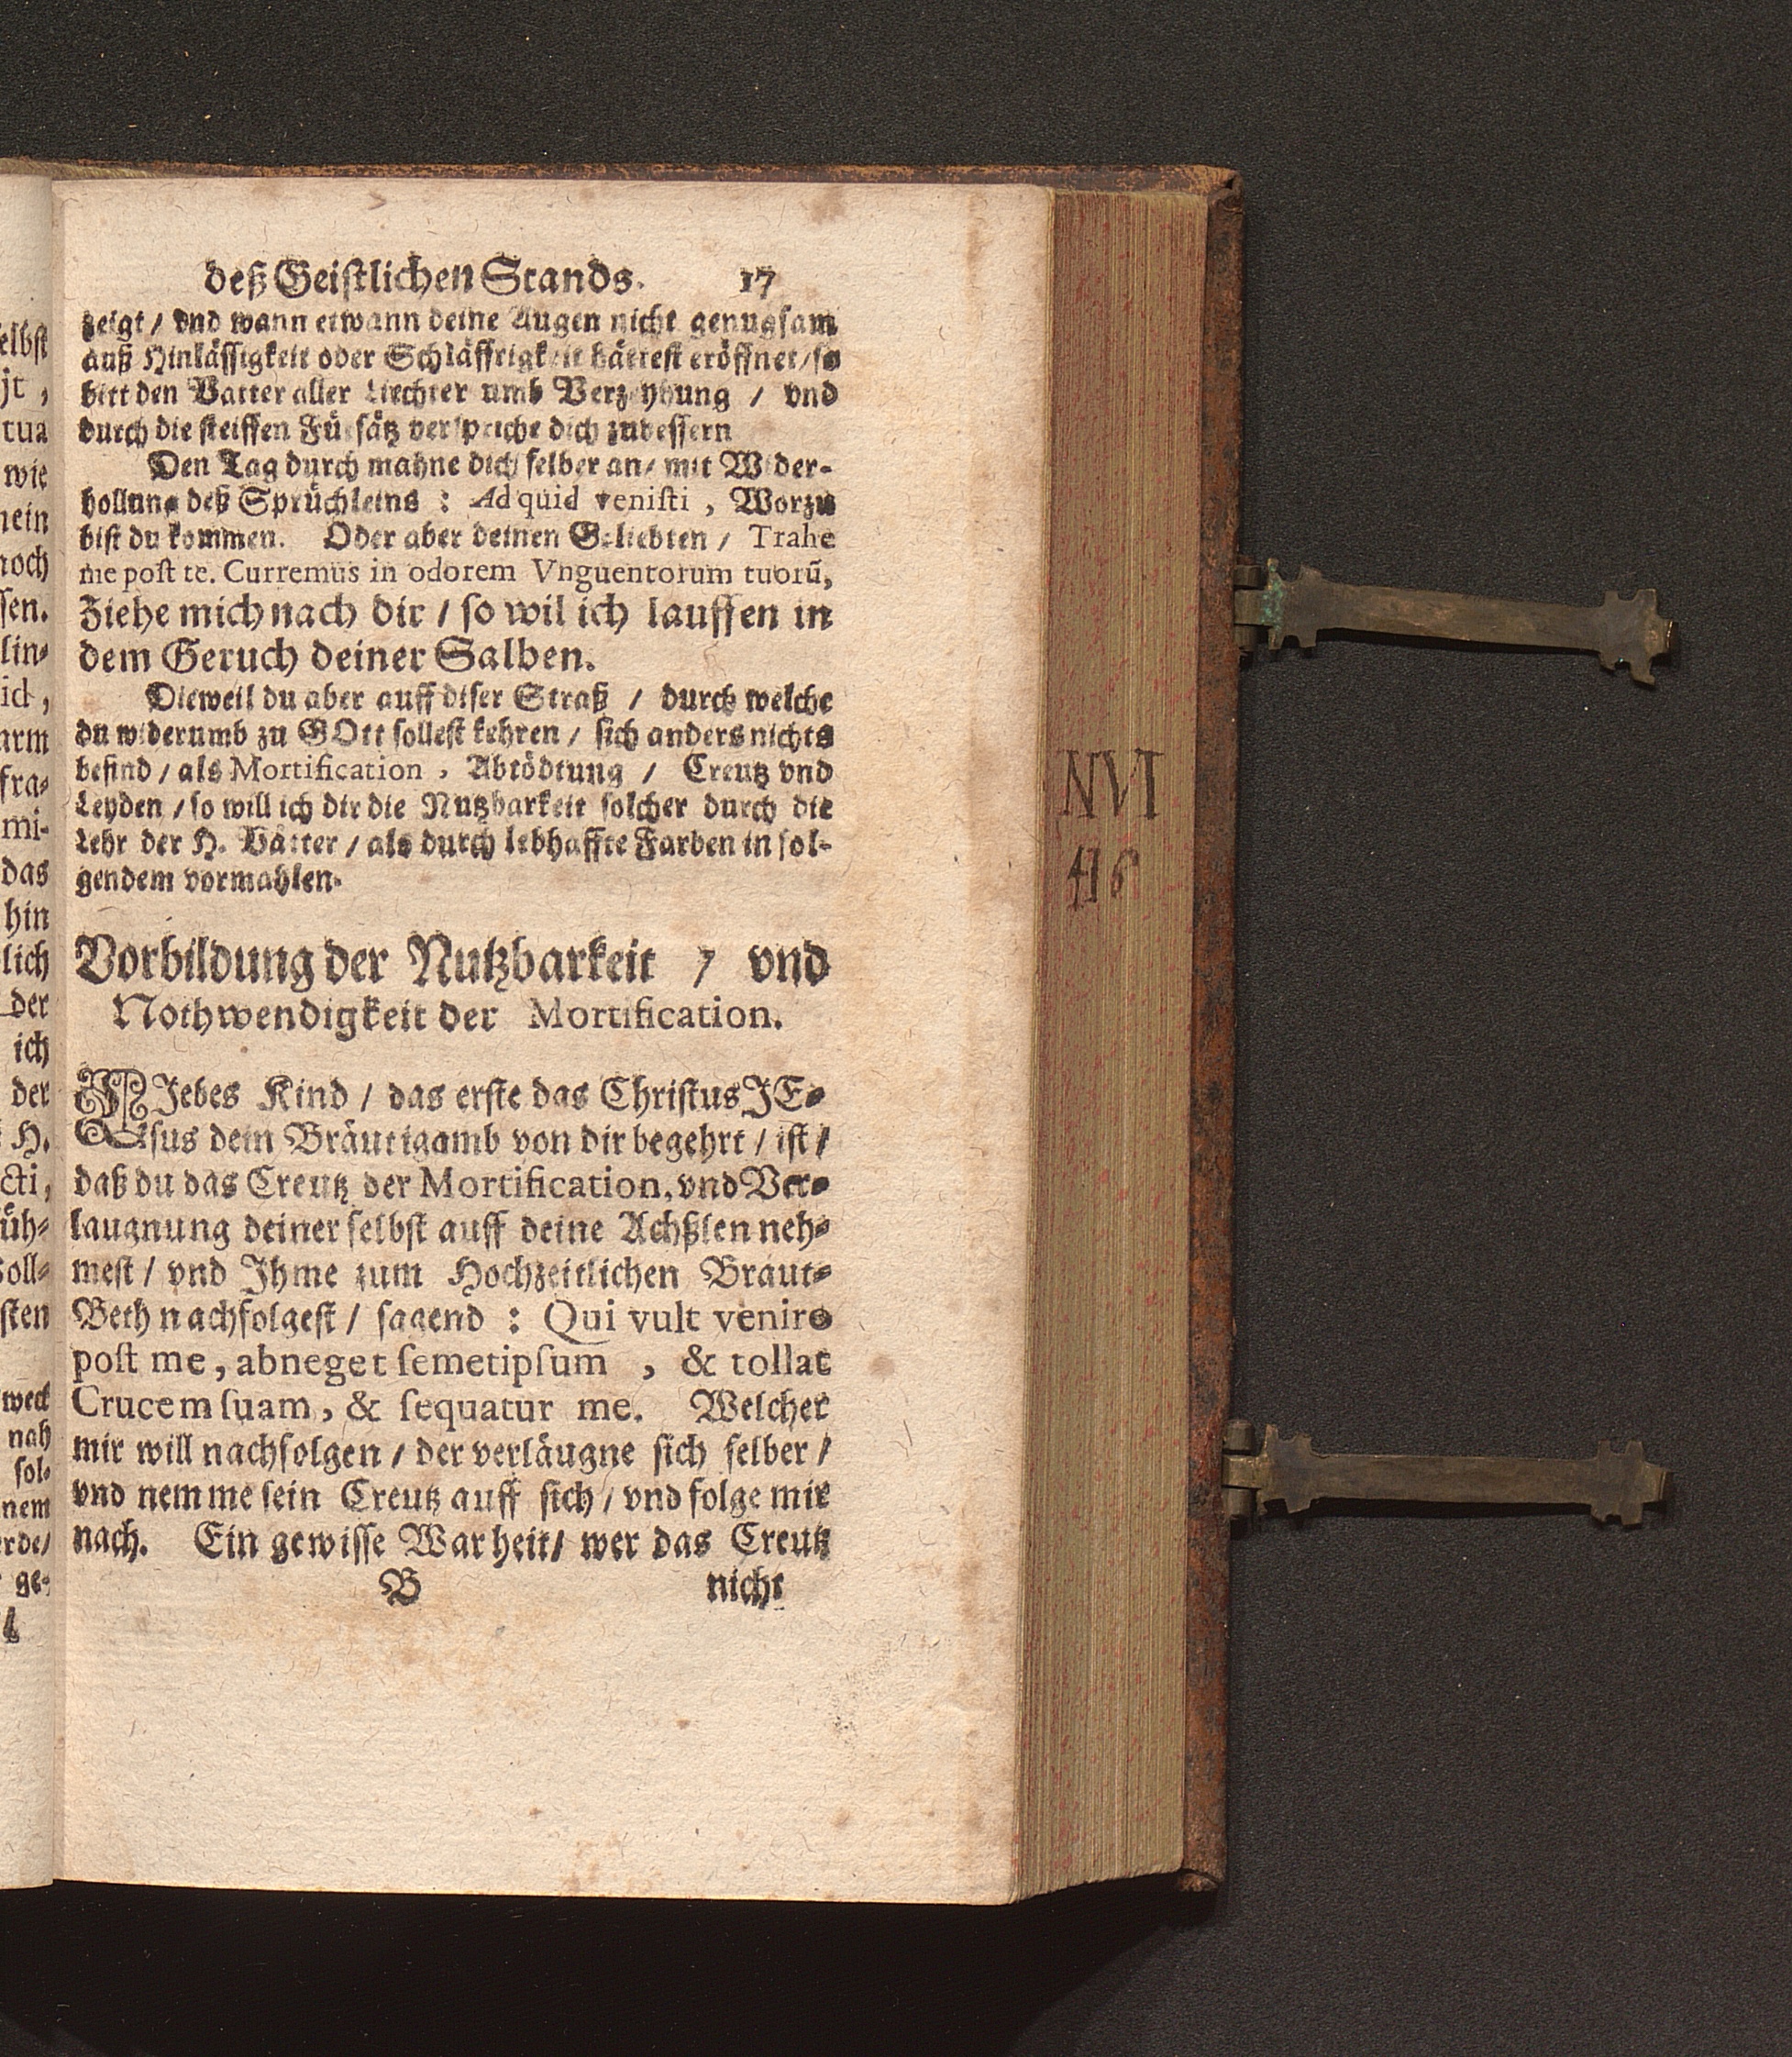 deß Geistlichen Stands. 17
zeigt / vnd wann etwann deine Augen nicht genugsam
auß Hinlässigkeit oder Schläffrigkeit hättest eröffnet / so
bitt den Vatter aller Liechter umb Verzeyhung / vnd
durch die steiffen Fürsätz verspriche dich zubessern
Den Tag durch mahne dich selber an / mit Wider-
hollung deß Sprüchleins : Ad quid venisti , Worzu
bist du kommen. Oder aber deinen Geliebten / Trahe
me post te. Curremus in odorem Vnguentorum tuorū,
Ziehe mich nach dir / so wil ich lauffen in
dem Geruch deiner Salben.
Dieweil du aber auff diser Straß / durch welche
du widerumb zu GOtt sollest kehren / sich anders nichts
befind / als Mortification , Abtödtung / Creutz vnd
Leyden / so will ich dir die Nutzbarkeit solcher durch die
Lehr der H. Vätter / als durch lebhaffte Farben in fol-
gendem vormahlen.
Vorbildung der Nutzbarkeit / vnd
Nothwendigkeit der Mortification.
LIebes Kind / das erste das Christus JE-
sus dein Bräutigamb von dir begehrt / ist /
daß du das Creutz der Mortification, vnd Ver-
laugnung deiner selbst auff deine Achßlen neh-
mest / vnd Ihme zum Hochzeitlichen Braut-
Beth nachfolgest / sagend : Qui vult venire
post me, abneget semetipsum , & tollat
Crucem suam, & sequatur me. Welcher
mir will nachfolgen / der verläugne sich selber /
vnd nemme sein Creutz auff sich / vnd folge mir
nach. Ein gewisse Warheit / wer das Creutz
B nicht
NVI
416